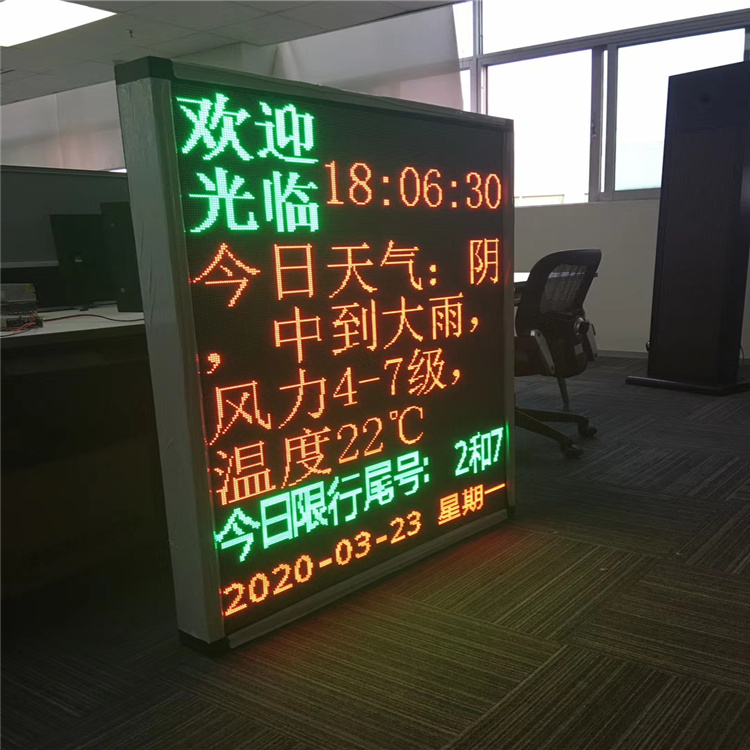 欢迎
光临
18:06:30
今日天气：阴
，中到大雨，
风力4-7级，
温度22℃
今日限行尾号：2和7
2020-03-23 星期一